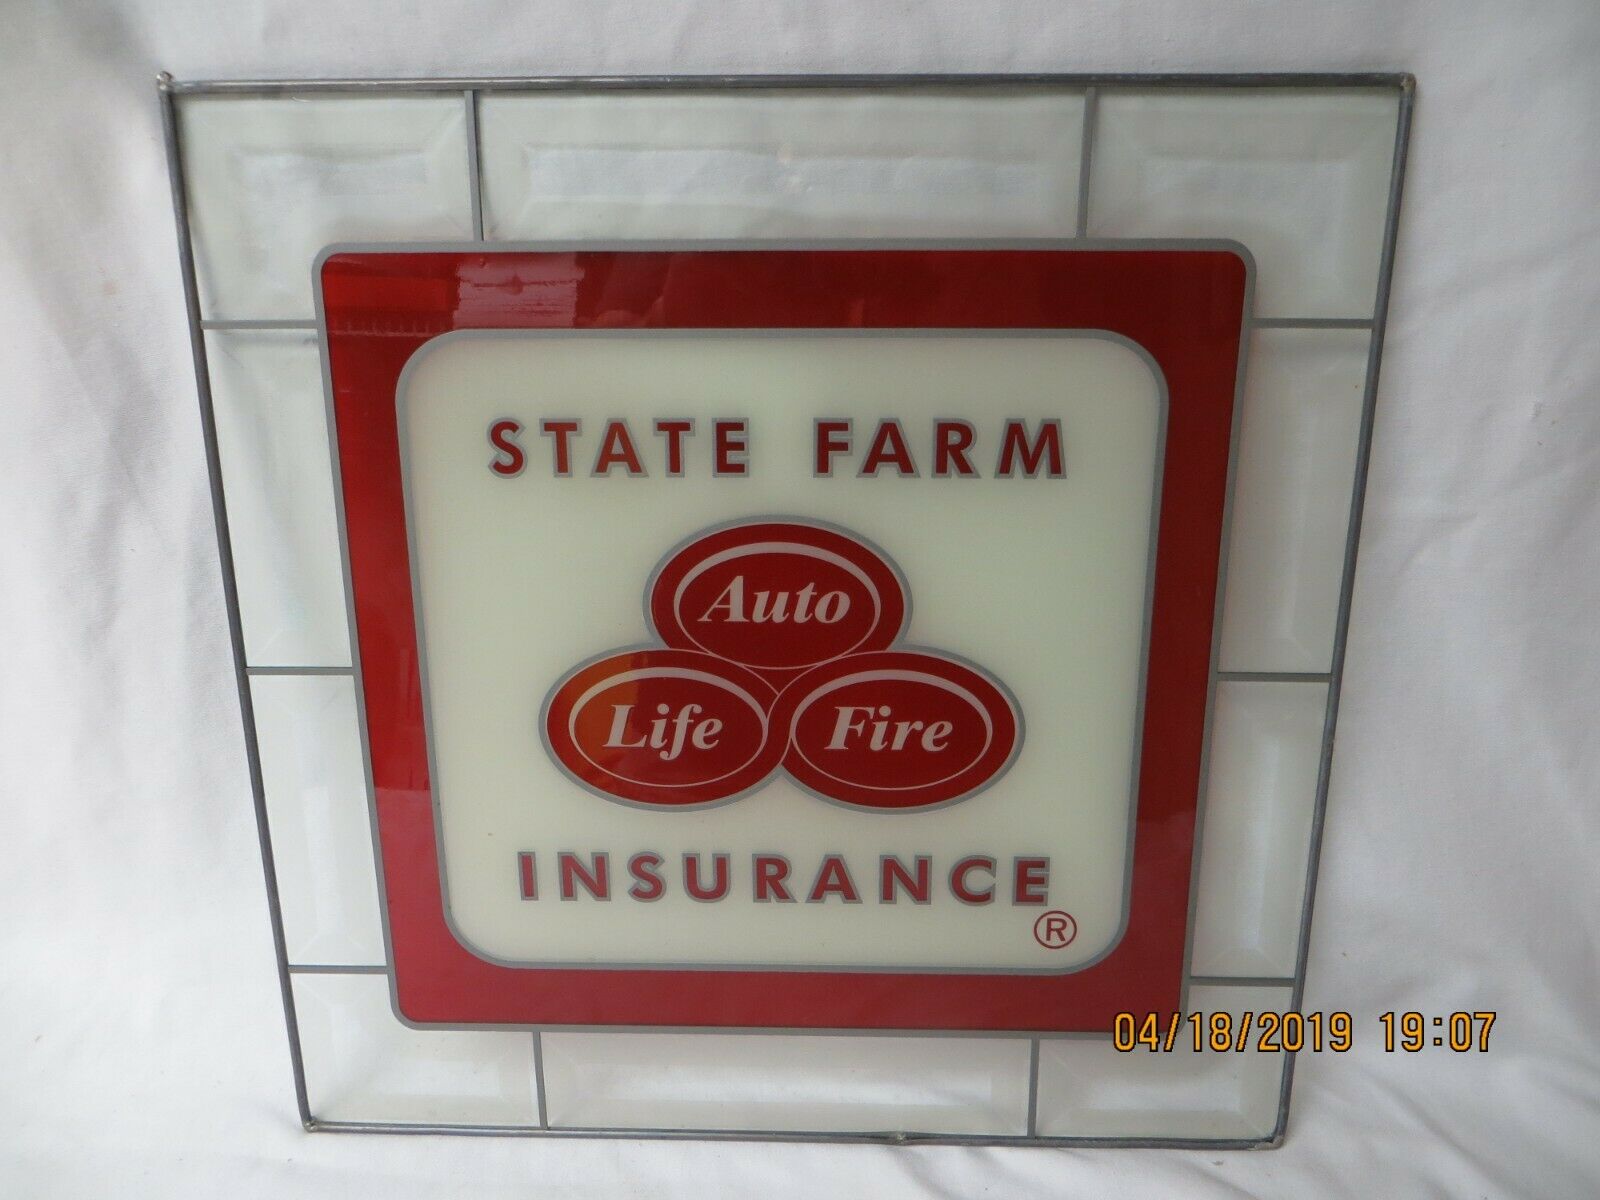 STATE FARM
Auto
Life Fire
INSURANCE
®
04/18/2019 19:07